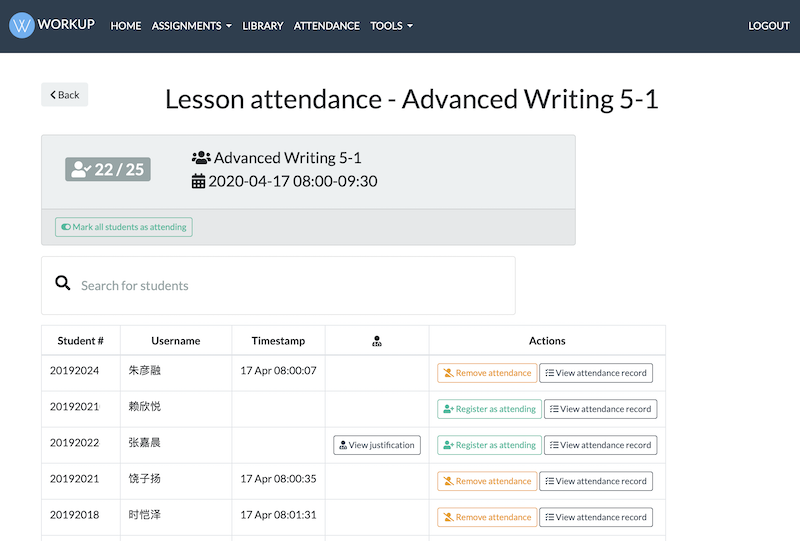 WORKUP HOME ASSIGNMENTS LIBRARY ATTENDANCE TOOLS LOGOUT
Back
Lesson attendance - Advanced Writing 5-1
22 / 25
Advanced Writing 5-1
2020-04-17 08:00-09:30
Mark all students as attending
Search for students
Student # Username Timestamp Actions
20192024 朱彦融 17 Apr 08:00:07 Remove attendance View attendance record
20192021 赖欣悦 Register as attending View attendance record
20192022 张嘉晨 View justification Register as attending View attendance record
20192021 饶子扬 17 Apr 08:00:35 Remove attendance View attendance record
20192018 时恺泽 17 Apr 08:01:31 Remove attendance View attendance record